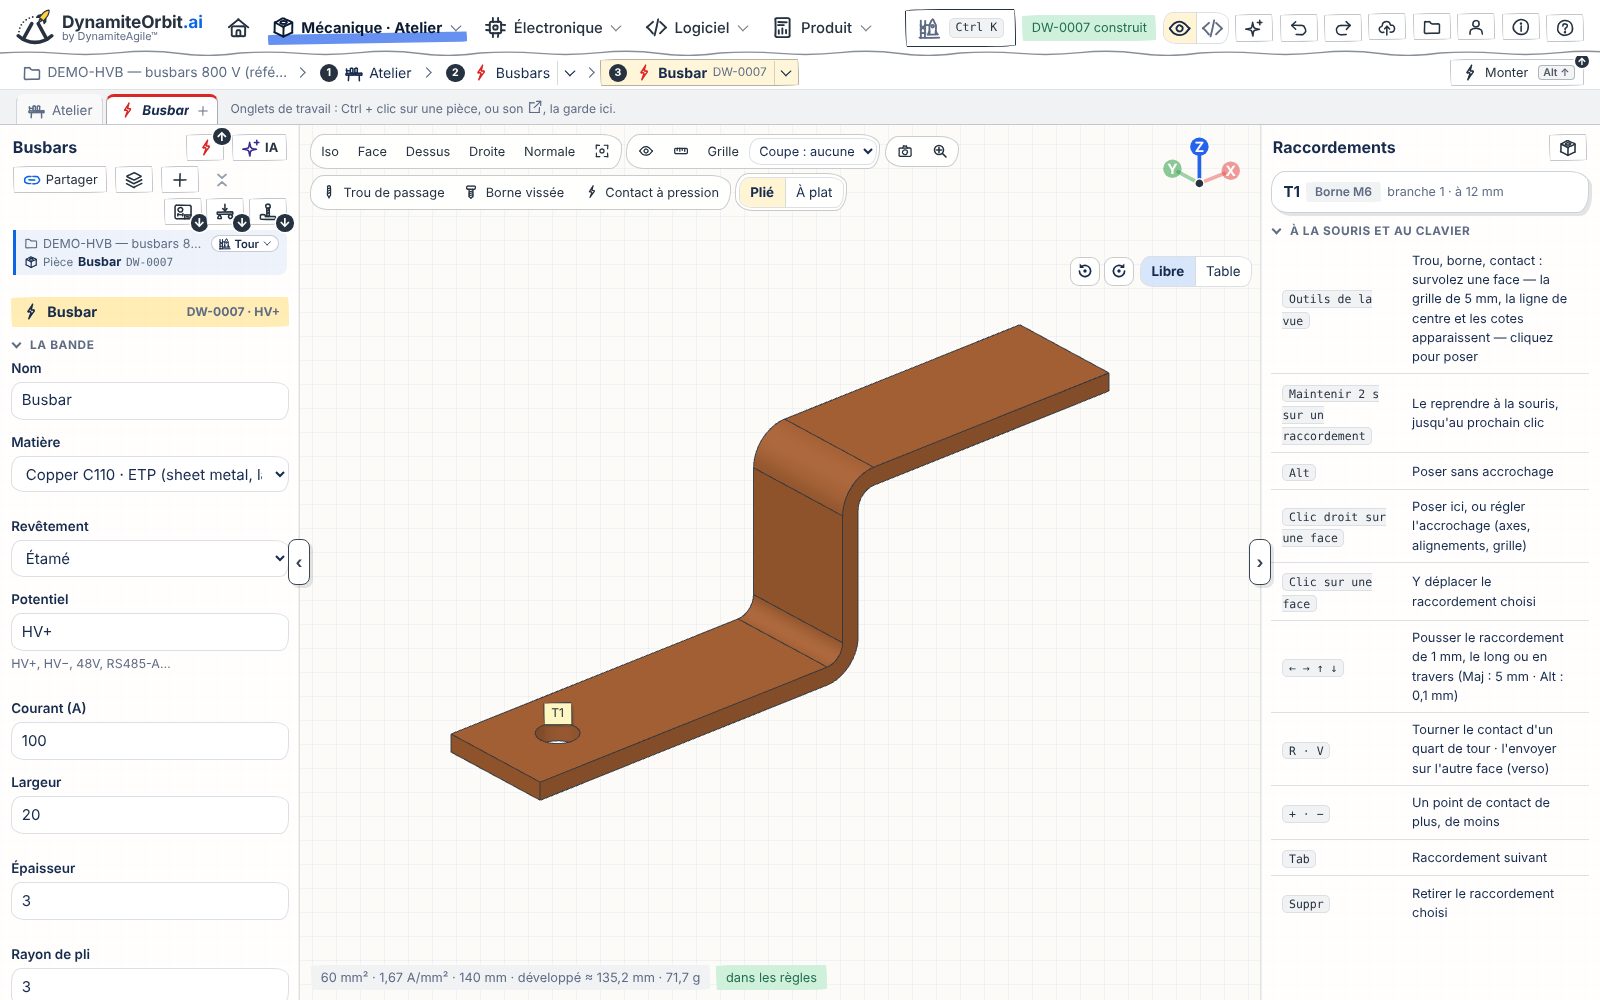 DynamiteOrbit.ai
by DynamiteAgile™
Mécanique · Atelier
Électronique
Logiciel
Produit
Ctrl K
DW-0007 construit
DEMO-HVB — busbars 800 V (réfé...
1 Atelier
2 Busbars
3 Busbar DW-0007
Monter Alt ↑
Atelier
Busbar +
Onglets de travail : Ctrl + clic sur une pièce, ou son , la garde ici.
Busbars
IA
Partager
DEMO-HVB — busbars 8...
Tour
Pièce Busbar DW-0007
Busbar DW-0007 · HV+
LA BANDE
Nom
Busbar
Matière
Copper C110 · ETP (sheet metal, l
Revêtement
Étamé
Potentiel
HV+
HV+, HV−, 48V, RS485-A...
Courant (A)
100
Largeur
20
Épaisseur
3
Rayon de pli
3
Iso Face Dessus Droite Normale
Grille Coupe : aucune
Trou de passage Borne vissée Contact à pression
Plié À plat
Z
Y
X
Libre Table
T1
60 mm² · 1,67 A/mm² · 140 mm · développé ≈ 135,2 mm · 71,7 g
dans les règles
Raccordements
T1 Borne M6 branche 1 · à 12 mm
À LA SOURIS ET AU CLAVIER
Outils de la
vue
Trou, borne, contact :
survolez une face — la
grille de 5 mm, la ligne de
centre et les cotes
apparaissent — cliquez
pour poser
Maintenir 2 s
sur un
raccordement
Le reprendre à la souris,
jusqu'au prochain clic
Alt
Poser sans accrochage
Clic droit sur
une face
Poser ici, ou régler
l'accrochage (axes,
alignements, grille)
Clic sur une
face
Y déplacer le
raccordement choisi
← → ↑ ↓
Pousser le raccordement
de 1 mm, le long ou en
travers (Maj : 5 mm · Alt :
0,1 mm)
R · V
Tourner le contact d'un
quart de tour · l'envoyer
sur l'autre face (verso)
+ · −
Un point de contact de
plus, de moins
Tab
Raccordement suivant
Suppr
Retirer le raccordement
choisi